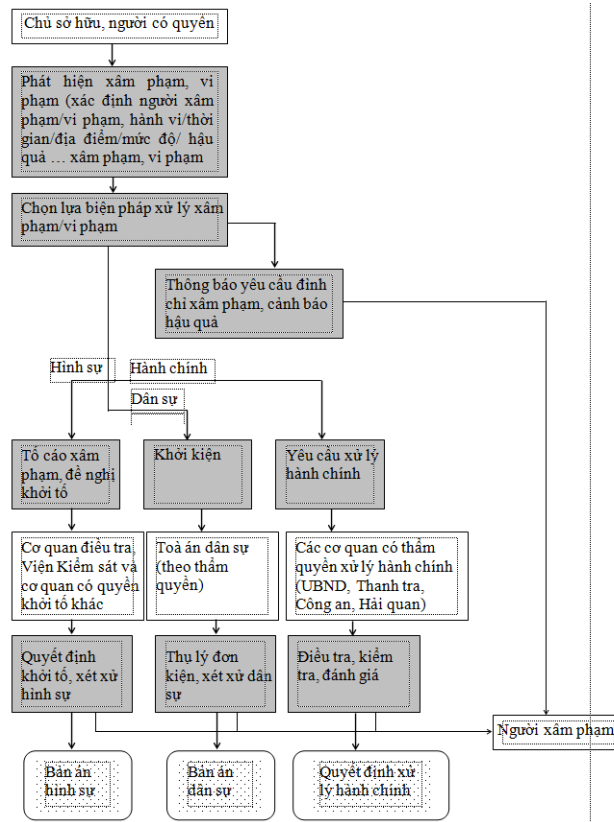 Chủ sở hữu, người có quyền
Phát hiện xâm phạm, vi
phạm (xác định người xâm
phạm/vi phạm, hành vi/thời
gian/địa điểm/mức độ/ hậu
quả … xâm phạm, vi phạm
Chọn lựa biện pháp xử lý xâm
phạm/vi phạm
Thông báo yêu cầu đình
chỉ xâm phạm, cảnh báo
hậu quả
Hình sự
Hành chính
Dân sự
Tố cáo xâm
phạm, đề nghị
khởi tố
Khởi kiện
Yêu cầu xử lý
hành chính
Cơ quan điều tra,
Viện Kiểm sát và
cơ quan có quyền
khởi tố khác
Toà án dân sự
(theo thẩm
quyền)
Các cơ quan có thẩm
quyền xử lý hành chính
(UBND, Thanh tra,
Công an, Hải quan)
Quyết định
khởi tố, xét xử
hình sự
Thụ lý đơn
kiện, xét xử dân
sự
Điều tra, kiểm
tra, đánh giá
Người xâm phạm
Bản án
hình sự
Bản án
dân sự
Quyết định xử
lý hành chính